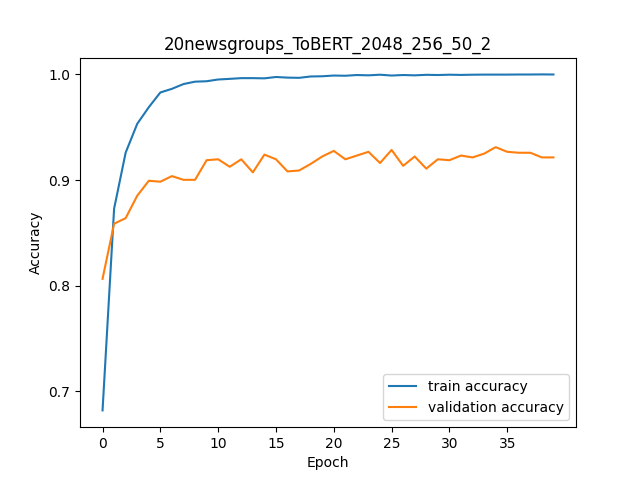 20newsgroups_ToBERT_2048_256_50_2
1.0
0.9
0.8
0.7
Accuracy
train accuracy
validation accuracy
0 5 10 15 20 25 30 35
Epoch